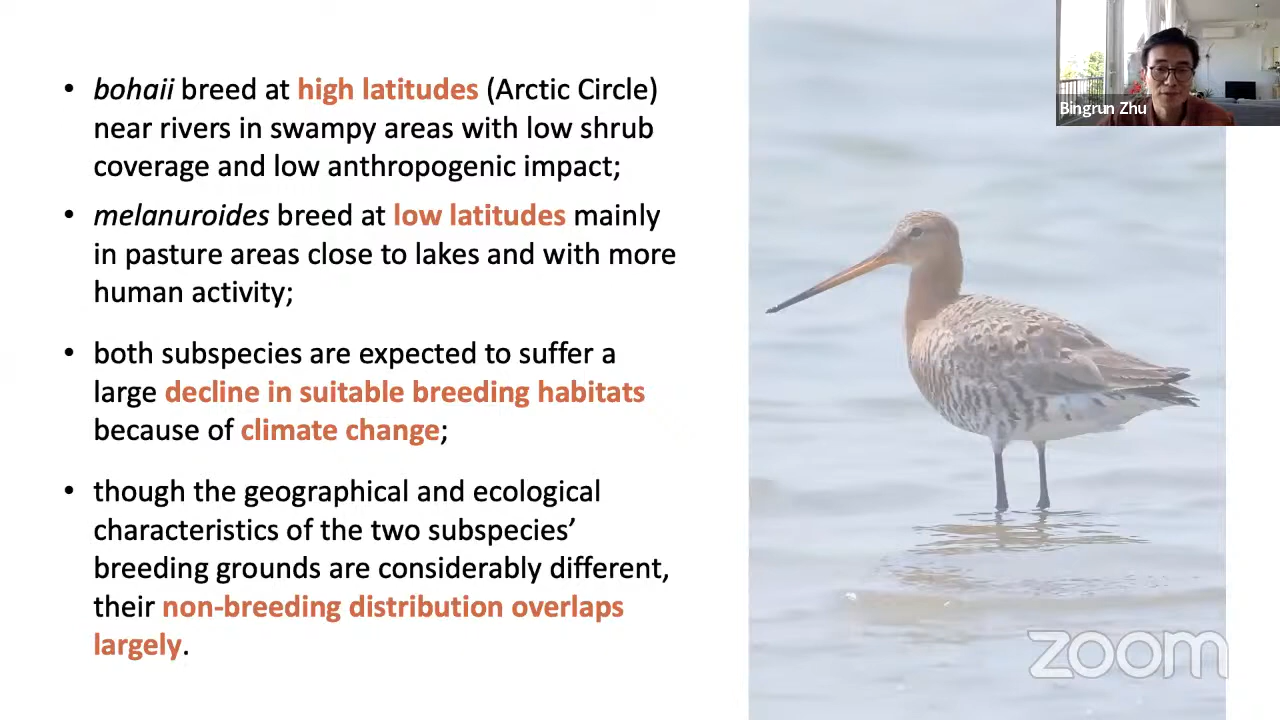 • bohaii breed at high latitudes (Arctic Circle)
near rivers in swampy areas with low shrub
coverage and low anthropogenic impact;
• melanuroides breed at low latitudes mainly
in pasture areas close to lakes and with more
human activity;
• both subspecies are expected to suffer a
large decline in suitable breeding habitats
because of climate change;
• though the geographical and ecological
characteristics of the two subspecies’
breeding grounds are considerably different,
their non-breeding distribution overlaps
largely.
Bingrun Zhu
zoom